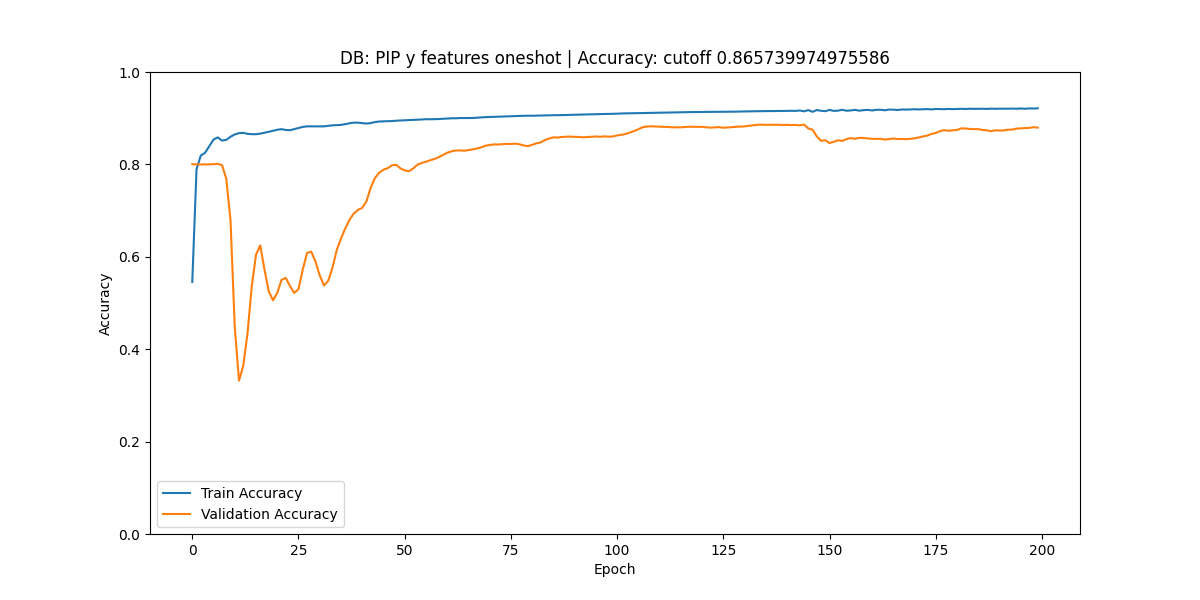 DB: PIP y features oneshot | Accuracy: cutoff 0.865739974975586
1.0
0.8
0.6
0.4
0.2
0.0
Accuracy
Train Accuracy
Validation Accuracy
0 25 50 75 100 125 150 175 200
Epoch